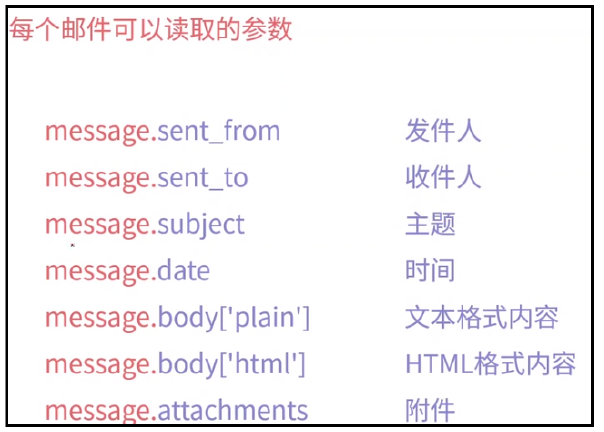 每个邮件可以读取的参数
message.sent_from 发件人
message.sent_to 收件人
message.subject 主题
message.date 时间
message.body['plain'] 文本格式内容
message.body['html'] HTML格式内容
message.attachments 附件